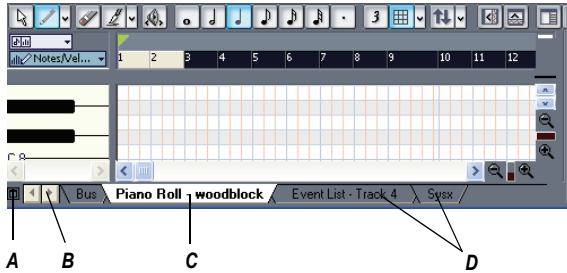 3
Notes/Vel...
1 2 3 4 5 6 7 8 9 10 11 12
C 8
Bus Piano Roll - woodblock Event List - Track 4 Sysx
A B C D